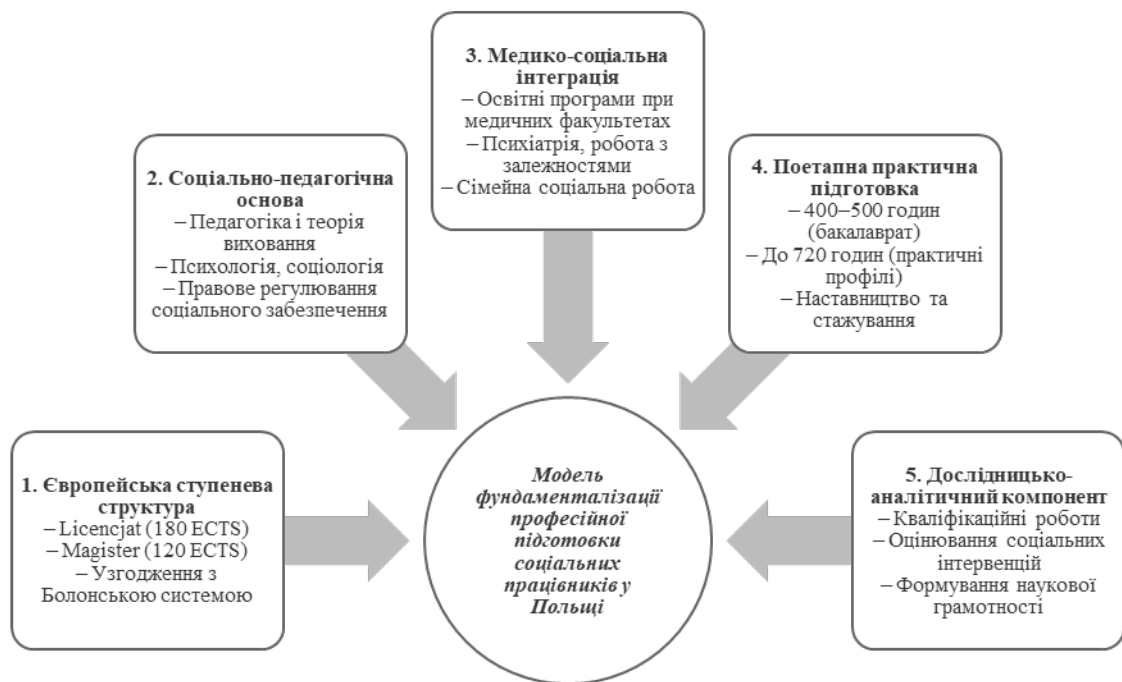 3. Медико-соціальна
інтеграція
– Освітні програми при
медичних факультетах
– Психіатрія, робота з
залежностями
– Сімейна соціальна робота
2. Соціально-педагогічна
основа
– Педагогіка і теорія
виховання
– Психологія, соціологія
– Правове регулювання
соціального забезпечення
4. Поетапна практична
підготовка
– 400–500 годин
(бакалаврат)
– До 720 годин (практичні
профілі)
– Наставництво та
стажування
1. Європейська ступенева
структура
– Licencjat (180 ECTS)
– Magister (120 ECTS)
– Узгодження з
Болонською системою
Модель
фундаменталізації
професійної
підготовки
соціальних
працівників у
Польщі
5. Дослідницько-
аналітичний компонент
– Кваліфікаційні роботи
– Оцінювання соціальних
інтервенцій
– Формування наукової
грамотності